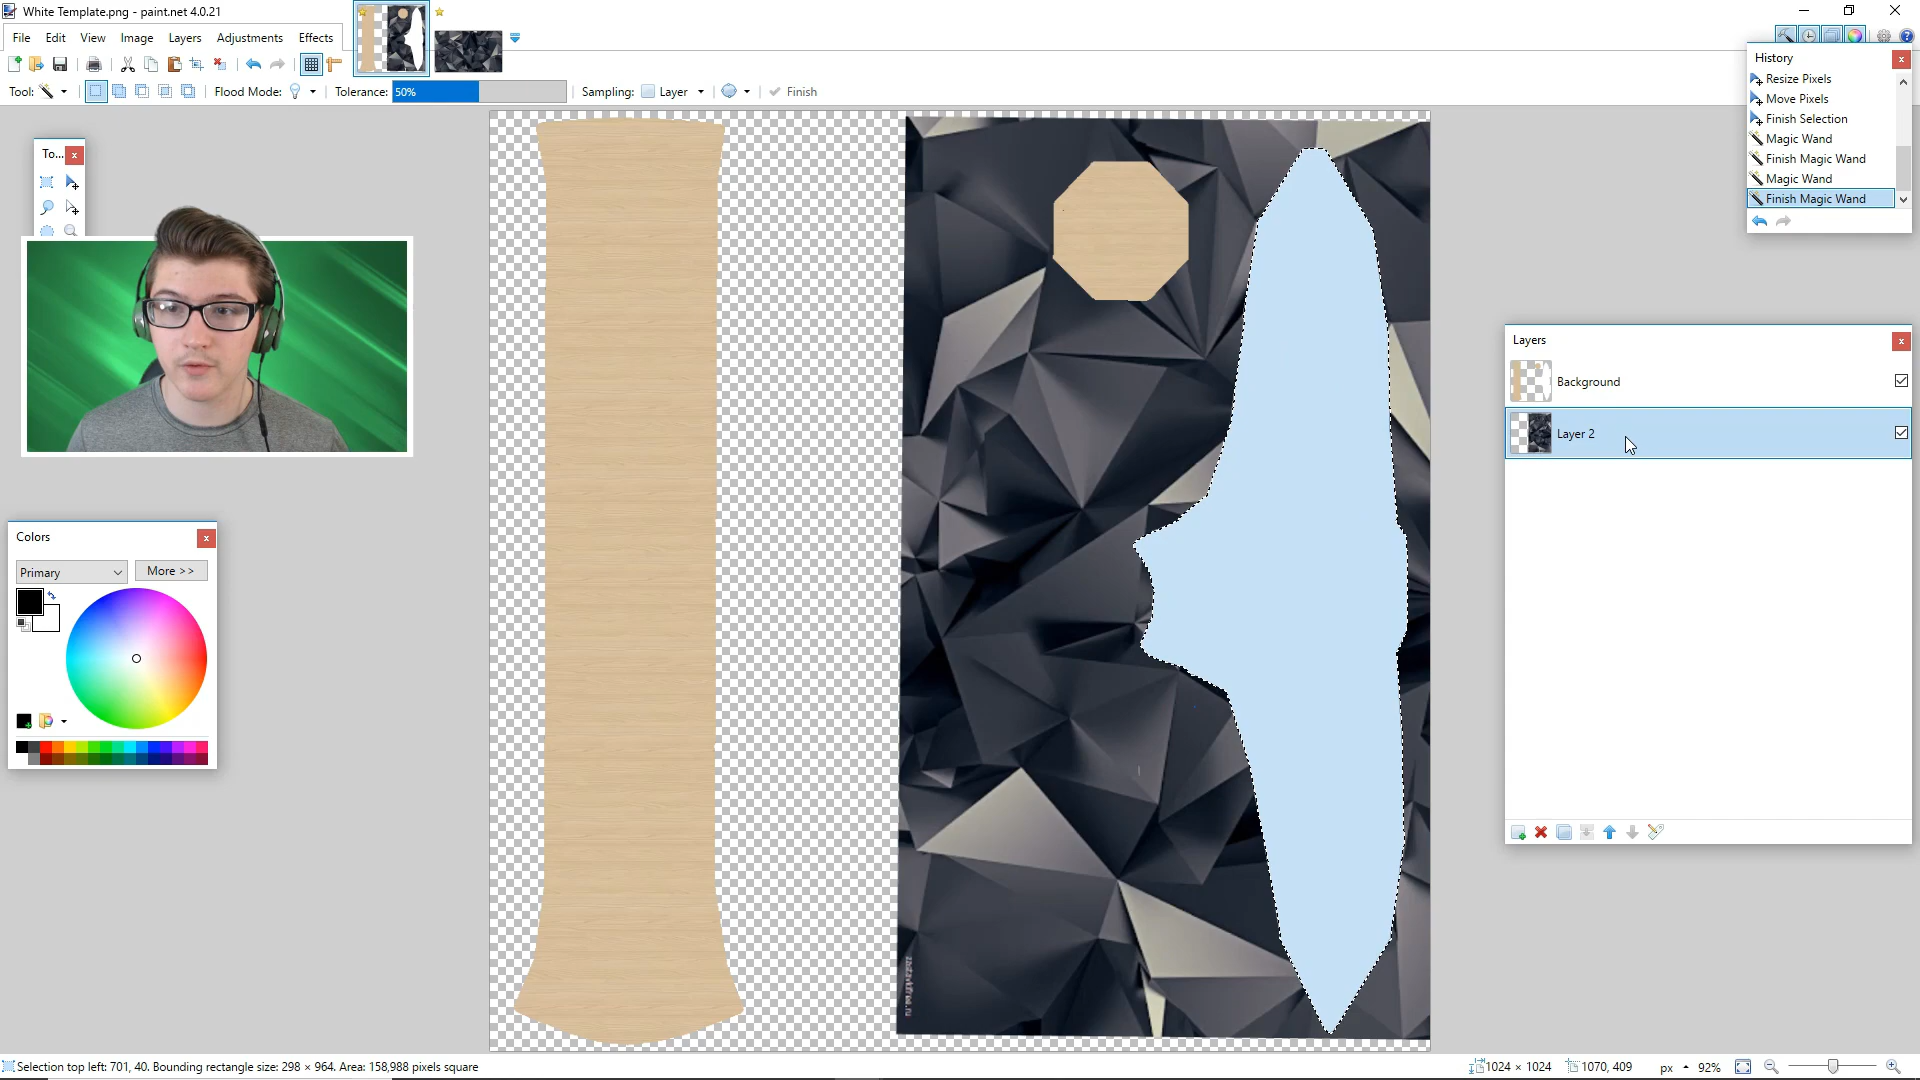 White Template.png - paint.net 4.0.21
File Edit View Image Layers Adjustments Effects
Tool: Flood Mode: Tolerance: 50% Sampling: Layer Finish
History
Resize Pixels
Move Pixels
Finish Selection
Magic Wand
Finish Magic Wand
Magic Wand
Finish Magic Wand
To...
Layers
Background
Layer 2
Colors
Primary More >>
Selection top left: 701, 40. Bounding rectangle size: 298 × 964. Area: 158,988 pixels square 1024 × 1024 1070, 409 px 92%